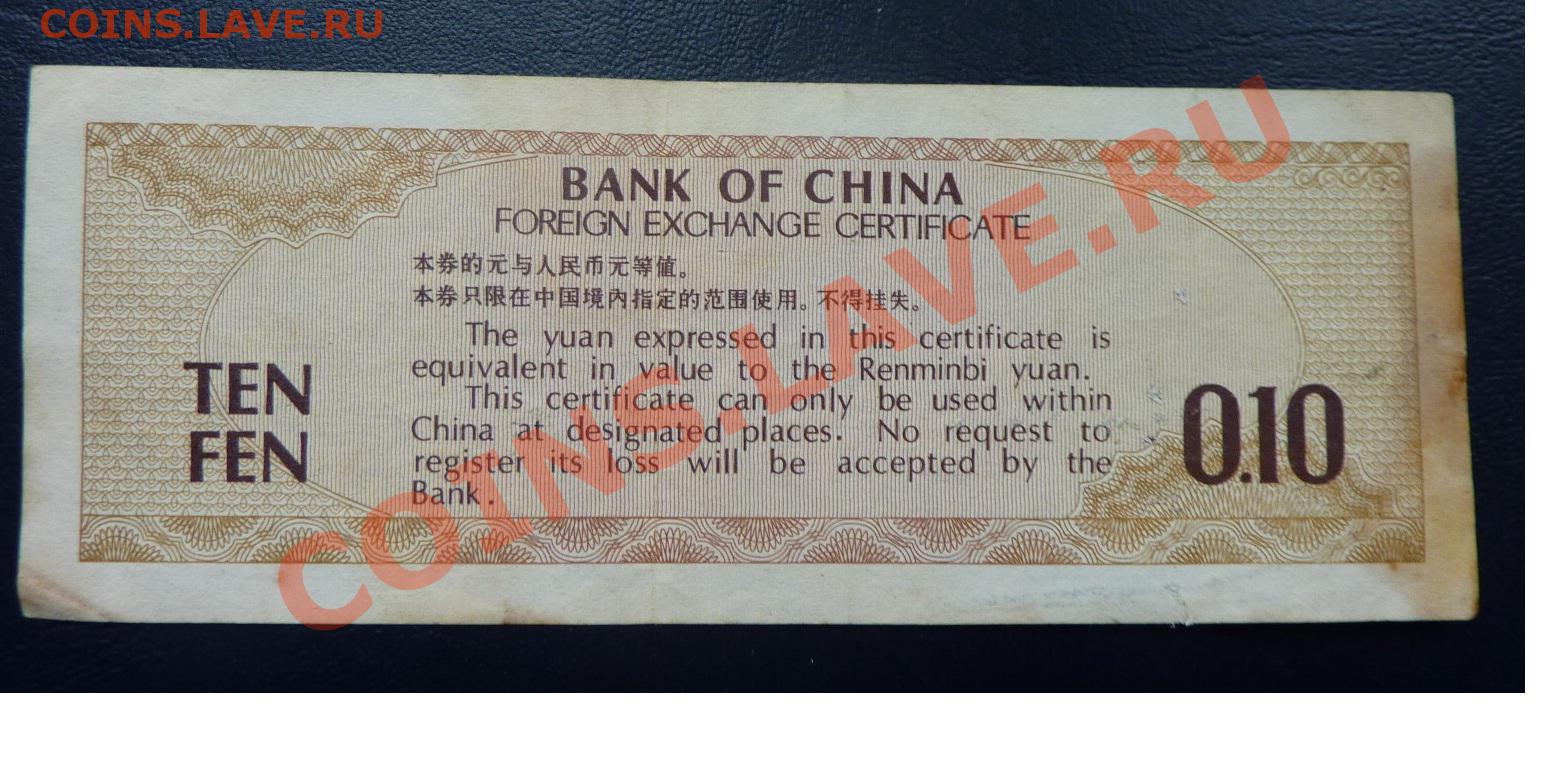 COINS.LAVE.RU
BANK OF CHINA
FOREIGN EXCHANGE CERTIFICATE
本券的元与人民币元等值。
本券只限在中国境内指定的范围使用。不得挂失。
The yuan expressed in this certificate is
equivalent in value to the Renminbi yuan.
This certificate can only be used within
China at designated places. No request to
register its loss will be accepted by the
Bank.
TEN
FEN
0.10
COINS.LAVE.RU